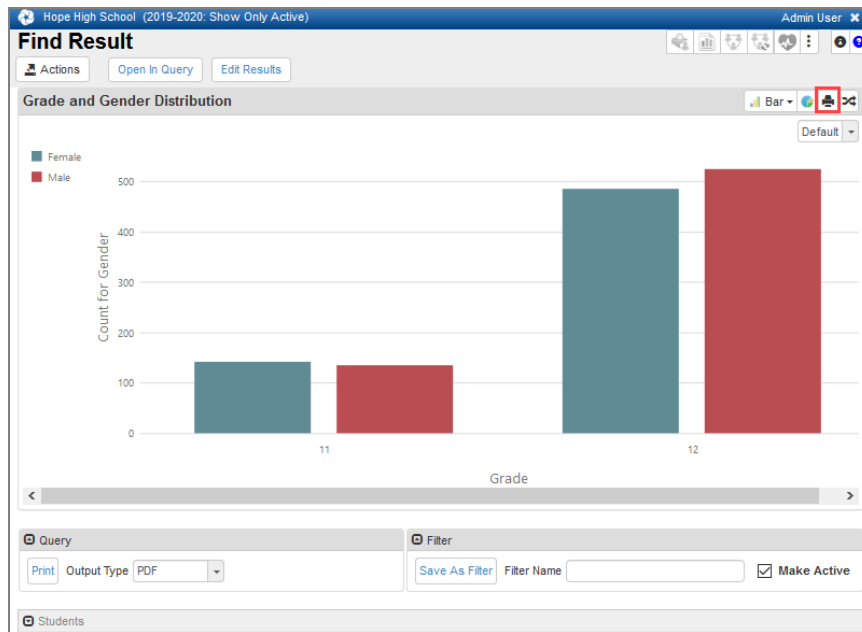 Hope High School (2019-2020: Show Only Active) Admin User
Find Result
Actions Open In Query Edit Results
Grade and Gender Distribution Bar
Default
Female
Male
500
400
300
200
100
0
Count for Gender
11 12
Grade
Query Filter
Print Output Type PDF Save As Filter Filter Name Make Active
Students